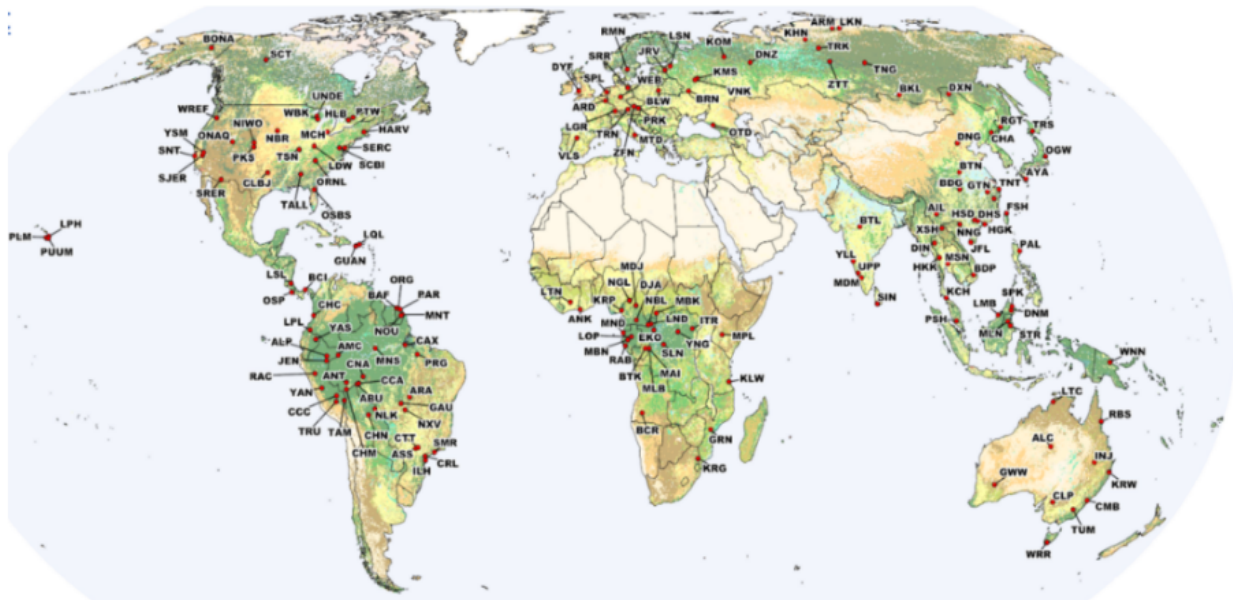 ARM LKN
RMN
LSN
KHN
BONA
JRV
KOM
TRK
SCT
SRR
DNZ
DYF
SPL
WEB
KMS
TNG
ZTT
UNDE
VNK
BKL
DXN
WREF
WBK
HLB
PTW
ARD
BLW
BRN
NIWO
RGT
YSM
ONAQ
NBR
MCH
HARV
LGR
TRN
PRK
OTD
DNG
CHA
TRS
SNT
PKS
TSN
SERC
VLS
ZFN
MTD
OGW
LDW
SCBI
BTN
SJER
AYA
SRER
CLBJ
ORNL
BDG
GTN
TNT
TALL
OSBS
AIL
HSD
DHS
FSH
LPH
BTL
XSH
NNG
HGK
PLM
LQL
DIN
JFL
PAL
PUUM
GUAN
YLL
UPP
HKK
MSN
BDP
MDJ
LSL
BCI
ORG
NGL
DJA
MDM
LTN
KRP
NBL
MBK
SIN
KCH
SPK
OSP
CHC
BAF
PAR
ANK
LMB
DNM
MNT
MND
LND
ITR
LPL
YAS
NOU
PSH
MLN
STR
LOP
EKO
MPL
ALP
AMC
CAX
MBN
SLN
YNG
JEN
CNA
MNS
PRG
RAB
WNN
RAC
ANT
CCA
BTK
MAI
KLW
YAN
ABU
ARA
MLB
LTC
CCC
NLK
GAU
NXV
RBS
TRU
TAM
CHN
BCR
GRN
CTT
SMR
ALC
CHM
ASS
INJ
ILH
CRL
KRG
GWW
KRW
CLP
CMB
TUM
WRR